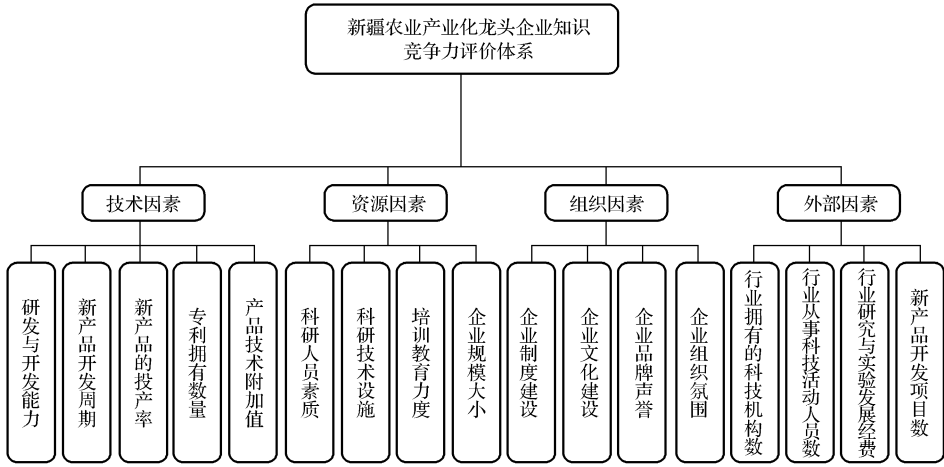 新疆农业产业化龙头企业知识
竞争力评价体系
技术因素
资源因素
组织因素
外部因素
研发与开发能力
新产品开发周期
新产品的投产率
专利拥有数量
产品技术附加值
科研人员素质
科研技术设施
培训教育力度
企业规模大小
企业制度建设
企业文化建设
企业品牌声誉
企业组织氛围
行业拥有的科技机构数
行业从事科技活动人员数
行业研究与实验发展经费
新产品开发项目数